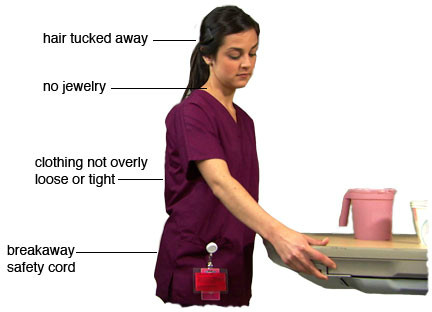 hair tucked away
no jewelry
clothing not overly
loose or tight
breakaway
safety cord